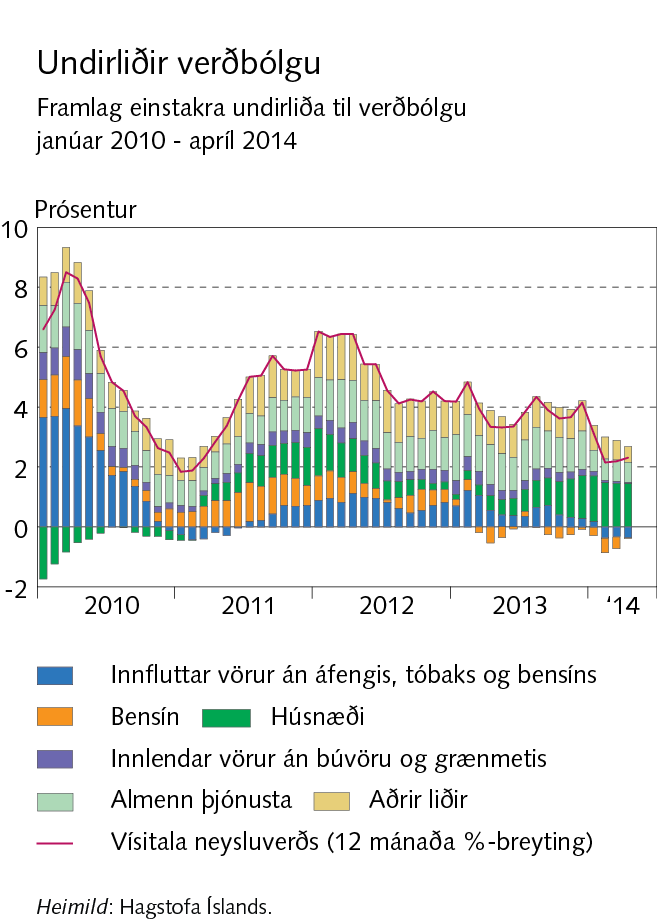 Undirliðir verðbólgu
Framlag einstakra undirliða til verðbólgu
janúar 2010 - apríl 2014
Prósentur
10
8
6
4
2
0
-2
2010 2011 2012 2013 ‘14
Innfluttar vörur án áfengis, tóbaks og bensíns
Bensín Húsnæði
Innlendar vörur án búvöru og grænmetis
Almenn þjónusta Aðrir liðir
Vísitala neysluverðs (12 mánaða %-breyting)
Heimild: Hagstofa Íslands.